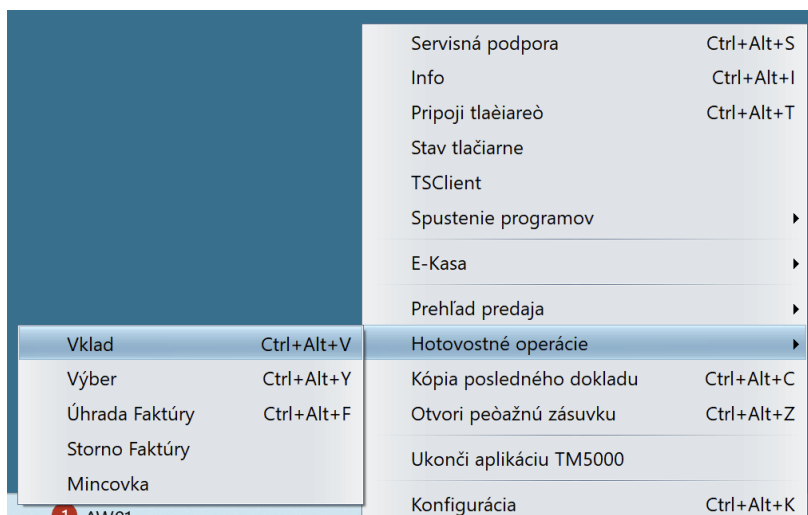 Servisná podpora Ctrl+Alt+S
Info Ctrl+Alt+I
Pripoji tlaèiareò Ctrl+Alt+T
Stav tlačiarne
TSClient
Spustenie programov
E-Kasa
Prehľad predaja
Hotovostné operácie
Kópia posledného dokladu Ctrl+Alt+C
Otvori peòažnú zásuvku Ctrl+Alt+Z
Ukonči aplikáciu TM5000
Konfigurácia Ctrl+Alt+K
Vklad Ctrl+Alt+V
Výber Ctrl+Alt+Y
Úhrada Faktúry Ctrl+Alt+F
Storno Faktúry
Mincovka